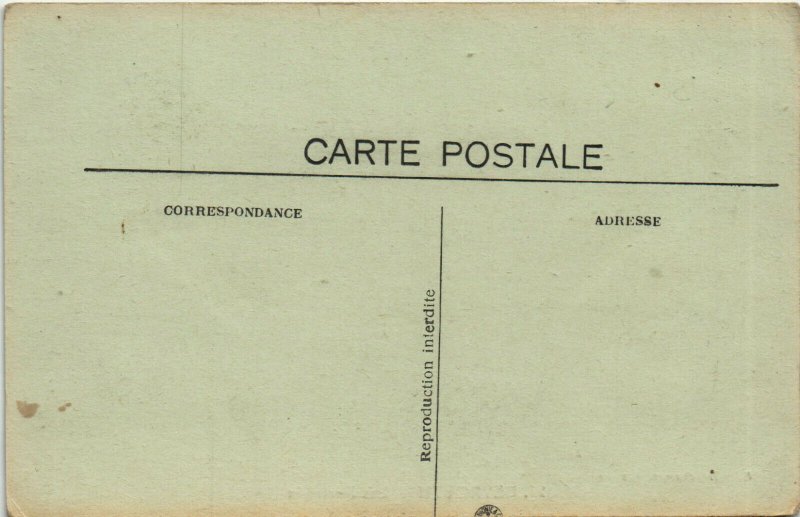 CARTE POSTALE
CORRESPONDANCE
ADRESSE
Reproduction interdite